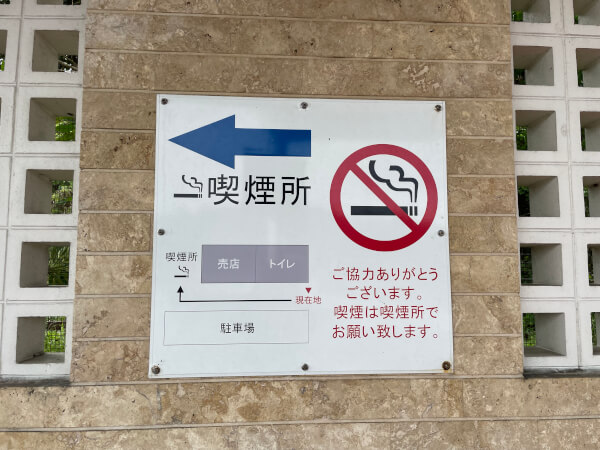 喫煙所
喫煙所
売店
トイレ
現在地
駐車場
ご協力ありがとう
ございます。
喫煙は喫煙所で
お願い致します。